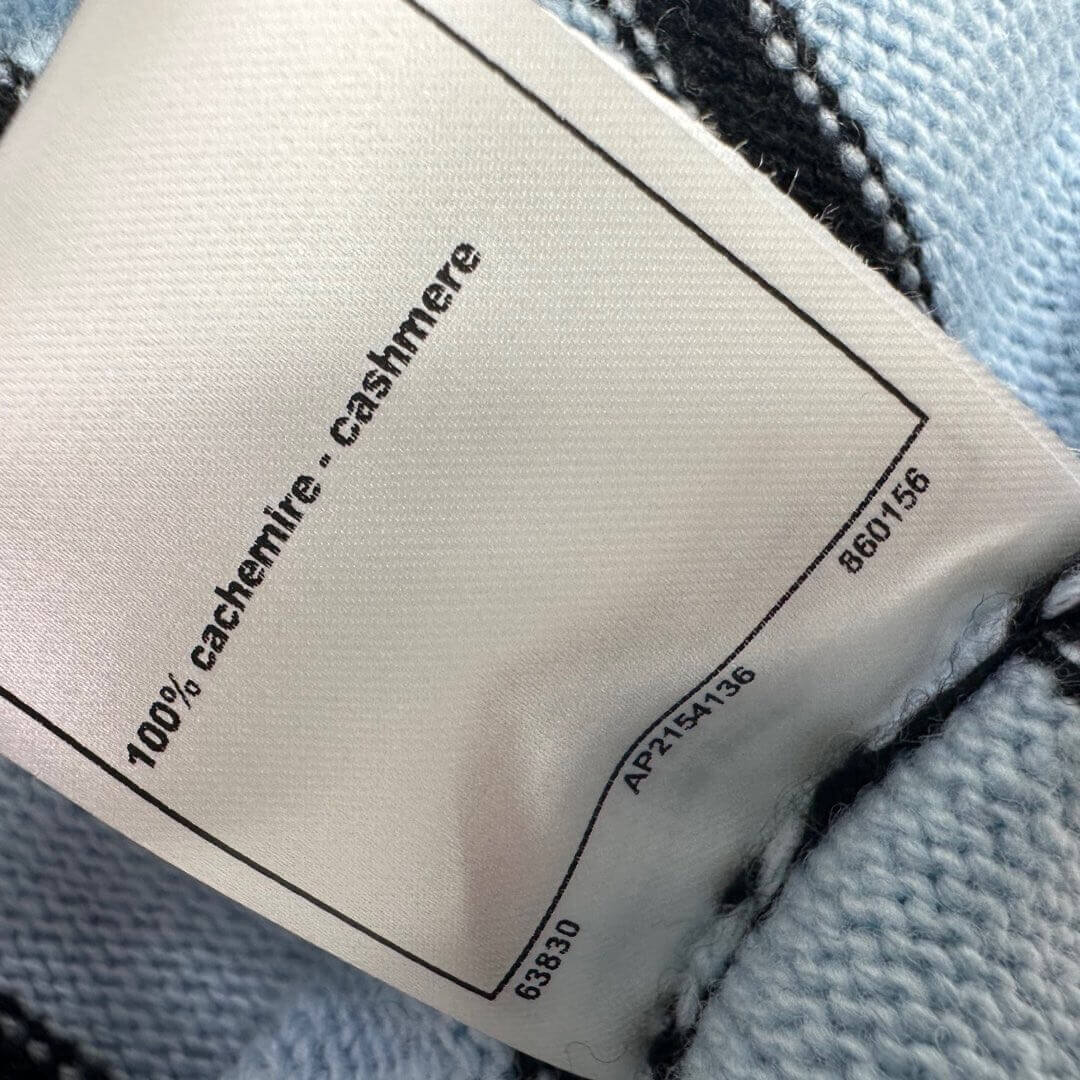 100% cachemire - cashmere
63830
AP2154136
860156